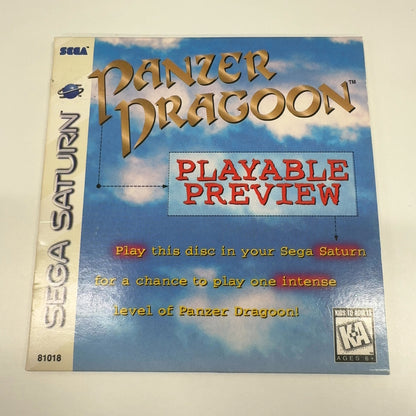 SEGA
SEGA SATURN
PANZER
DRAGOON™
PLAYABLE
PREVIEW
Play this disc in your Sega Saturn
for a chance to play one intense
level of Panzer Dragoon!
KIDS TO ADULTS
K-A
AGES 6+
81018